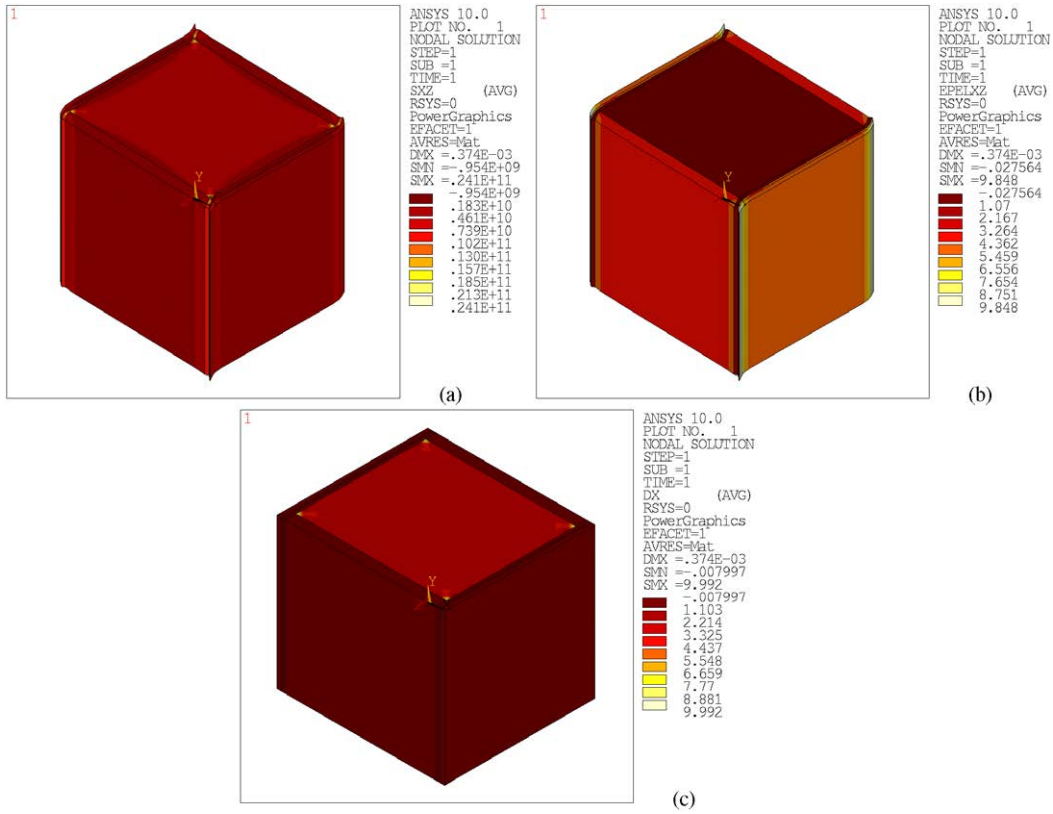 1
ANSYS 10.0
PLOT NO. 1
NODAL SOLUTION
STEP=1
SUB =1
TIME=1
SXZ (AVG)
RSYS=0
PowerGraphics
EFACET=1
AVRES=Mat
DMX =.374E-03
SMN =-.954E+09
SMX =.241E+11
-.954E+09
.183E+10
.461E+10
.739E+10
.102E+11
.130E+11
.157E+11
.185E+11
.213E+11
.241E+11
Y
(a)
1
ANSYS 10.0
PLOT NO. 1
NODAL SOLUTION
STEP=1
SUB =1
TIME=1
EPELXZ (AVG)
RSYS=0
PowerGraphics
EFACET=1
AVRES=Mat
DMX =.374E-03
SMN =-.027564
SMX =9.848
-.027564
1.07
2.167
3.264
4.362
5.459
6.556
7.654
8.751
9.848
Y
(b)
1
ANSYS 10.0
PLOT NO. 1
NODAL SOLUTION
STEP=1
SUB =1
TIME=1
DX (AVG)
RSYS=0
PowerGraphics
EFACET=1
AVRES=Mat
DMX =.374E-03
SMN =-.007997
SMX =9.992
-.007997
1.103
2.214
3.325
4.437
5.548
6.659
7.77
8.881
9.992
Y
(c)